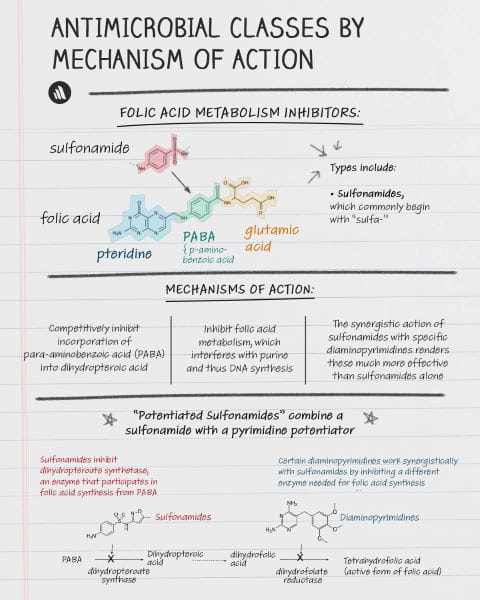 ANTIMICROBIAL CLASSES BY
MECHANISM OF ACTION
FOLIC ACID METABOLISM INHIBITORS:
sulfonamide
folic acid
pteridine
PABA
{ p-amino-
benzoic acid
glutamic
acid
Types include:
• Sulfonamides,
which commonly begin
with "sulfa-"
MECHANISMS OF ACTION:
Competitively inhibit
incorporation of
para-aminobenzoic acid (PABA)
into dihydropteroic acid
Inhibit folic acid
metabolism, which
interferes with purine
and thus DNA synthesis
The synergistic action of
sulfonamides with specific
diaminopyrimidines renders
these much more effective
than sulfonamides alone
"Potentiated Sulfonamides" combine a
sulfonamide with a pyrimidine potentiator
Sulfonamides inhibit
dihydropteroate synthetase,
an enzyme that participates in
folic acid synthesis from PABA
Certain diaminopyrimidines work synergistically
with sulfonamides by inhibiting a different
enzyme needed for folic acid synthesis
Sulfonamides
Diaminopyrimidines
PABA
X
dihydropteroate
synthase
Dihydropteroic
acid
dihydrofolic
acid
X
dihydrofolate
reductase
Tetrahydrofolic acid
(active form of folic acid)